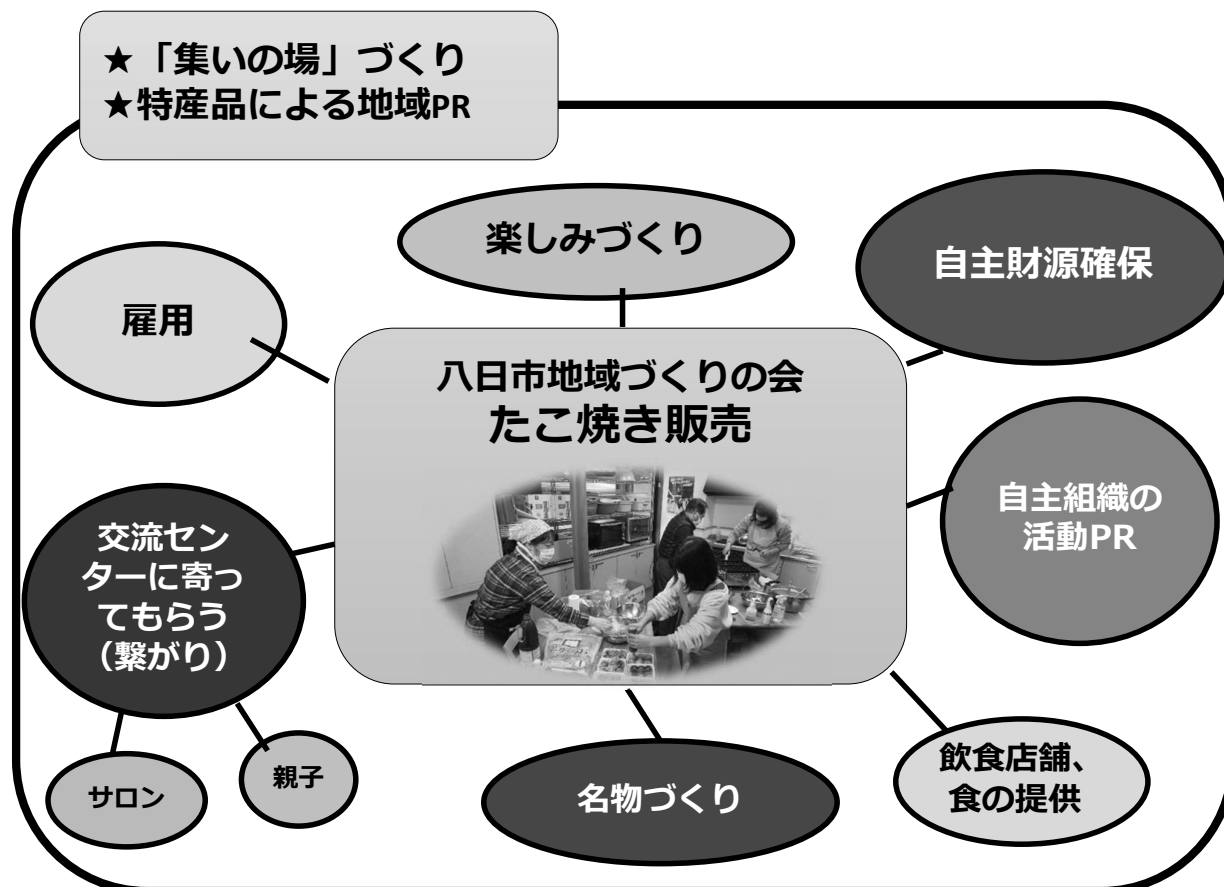 ★「集いの場」づくり
★特産品による地域PR
楽しみづくり
自主財源確保
雇用
八日市地域づくりの会
たこ焼き販売
自主組織の
活動PR
交流セン
ターに寄っ
てもらう
（繋がり）
サロン
親子
名物づくり
飲食店舗、
食の提供